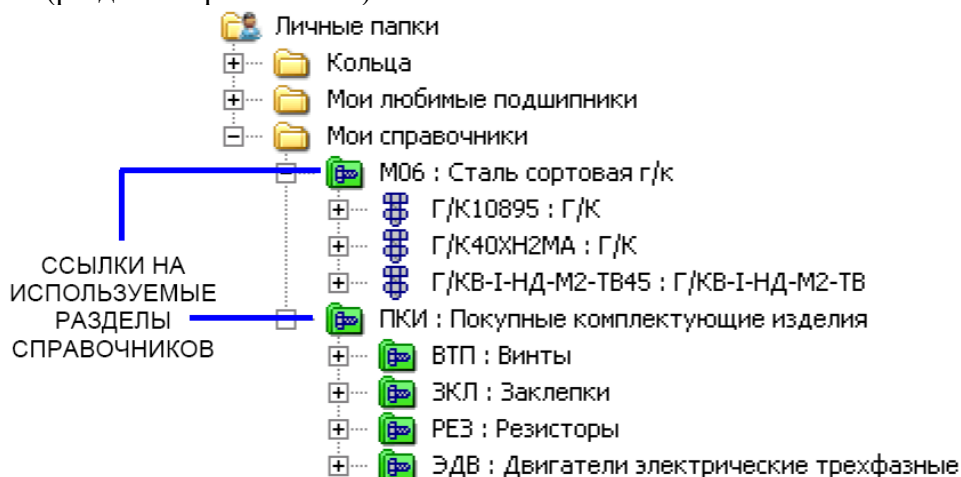 Личные папки
Кольца
Мои любимые подшипники
Мои справочники
М06 : Сталь сортовая г/к
Г/К10895 : Г/К
Г/К40ХН2МА : Г/К
Г/КВ-I-НД-М2-ТВ45 : Г/КВ-I-НД-М2-ТВ
ССЫЛКИ НА
ИСПОЛЬЗУЕМЫЕ
РАЗДЕЛЫ
СПРАВОЧНИКОВ
ПКИ : Покупные комплектующие изделия
ВТП : Винты
ЗКЛ : Заклепки
РЕЗ : Резисторы
ЭДВ : Двигатели электрические трехфазные